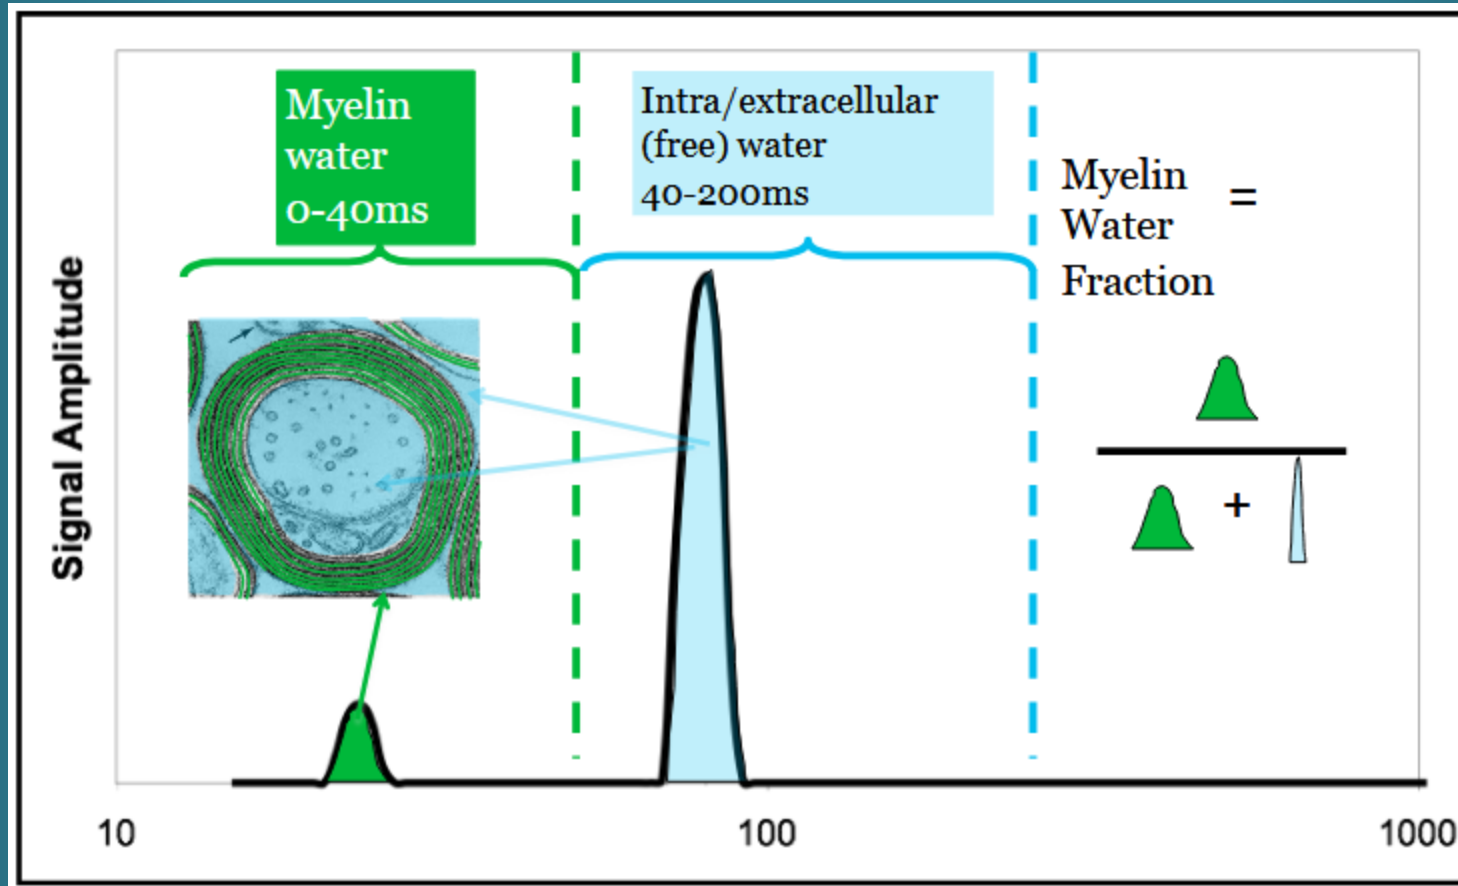 Myelin
water
0-40ms
Intra/extracellular
(free) water
40-200ms
Myelin
Water
Fraction
=
+
Signal Amplitude
10
100
1000